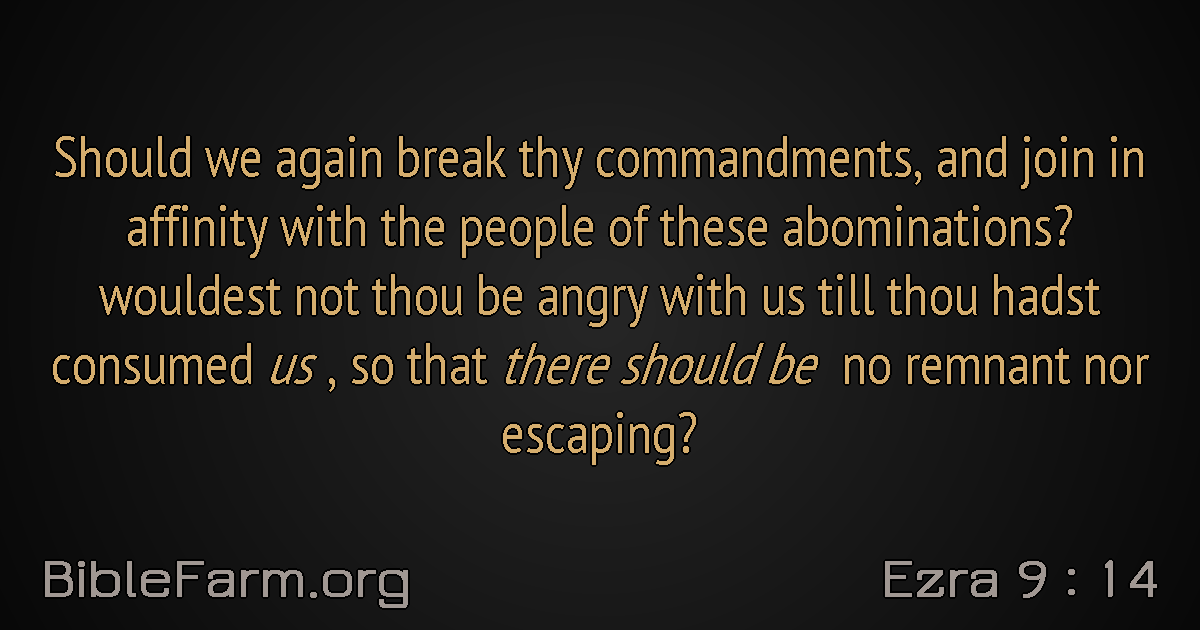 Should we again break thy commandments, and join in
affinity with the people of these abominations?
wouldest not thou be angry with us till thou hadst
consumed us , so that there should be no remnant nor
escaping?
BibleFarm.org
Ezra 9 : 14